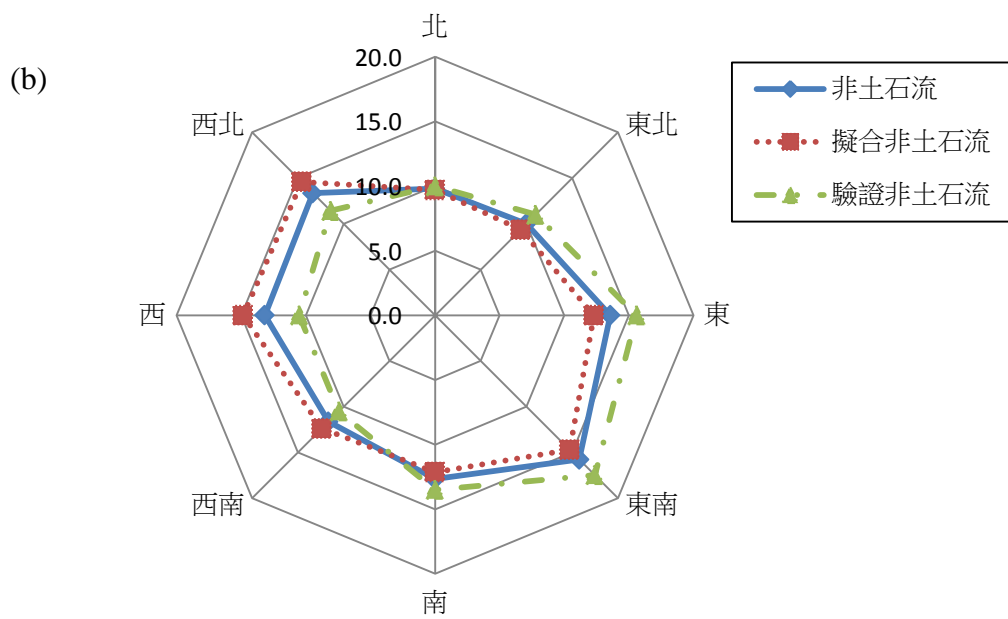 (b)
北
20.0
15.0
10.0
5.0
0.0
東北
東
東南
南
西南
西
西北
非土石流
擬合非土石流
驗證非土石流